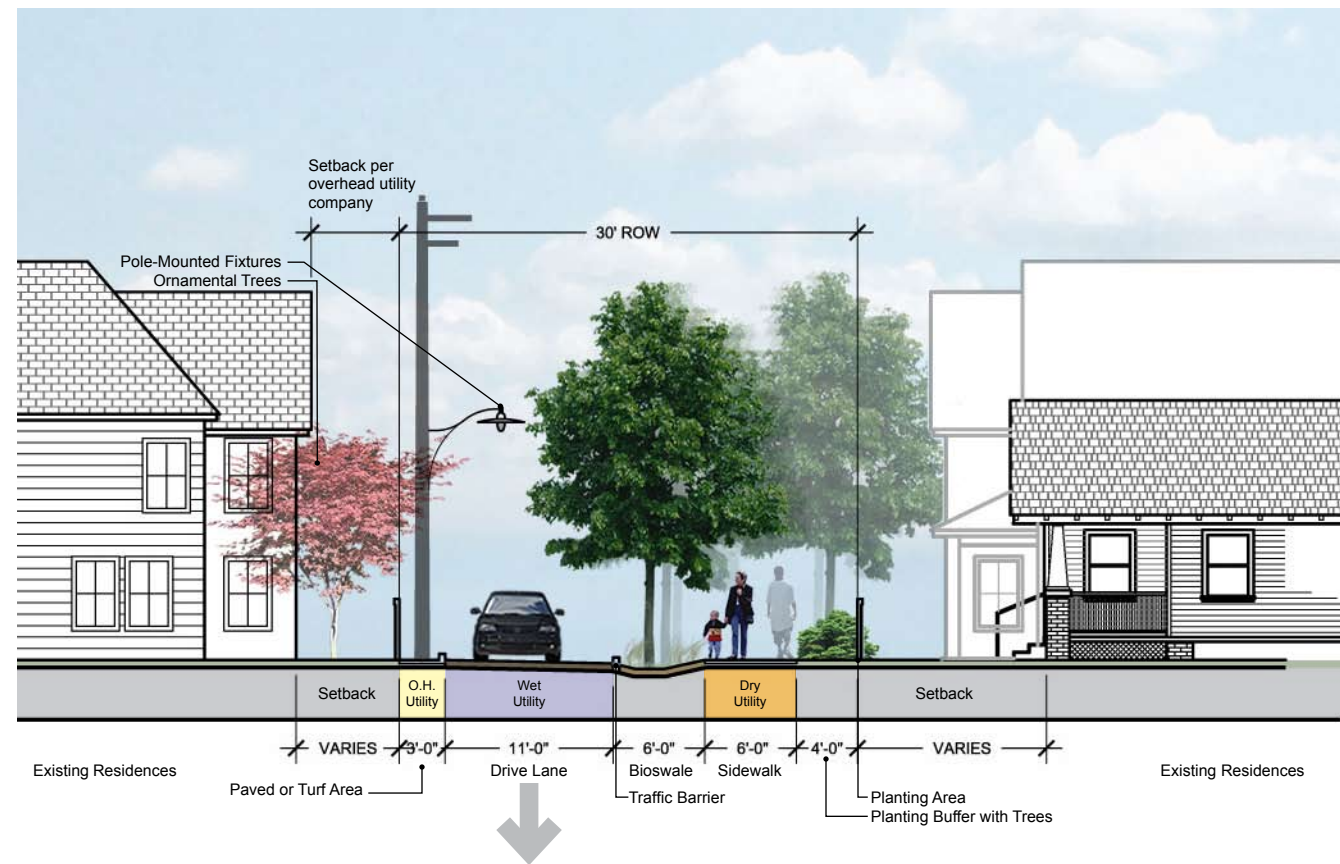 Setback per
overhead utility
company
30' ROW
Pole-Mounted Fixtures
Ornamental Trees
Setback
O.H.
Utility
Wet
Utility
Dry
Utility
Setback
VARIES
3'-0"
11'-0"
6'-0"
6'-0"
4'-0"
VARIES
Existing Residences
Drive Lane
Bioswale
Sidewalk
Existing Residences
Paved or Turf Area
Traffic Barrier
Planting Area
Planting Buffer with Trees